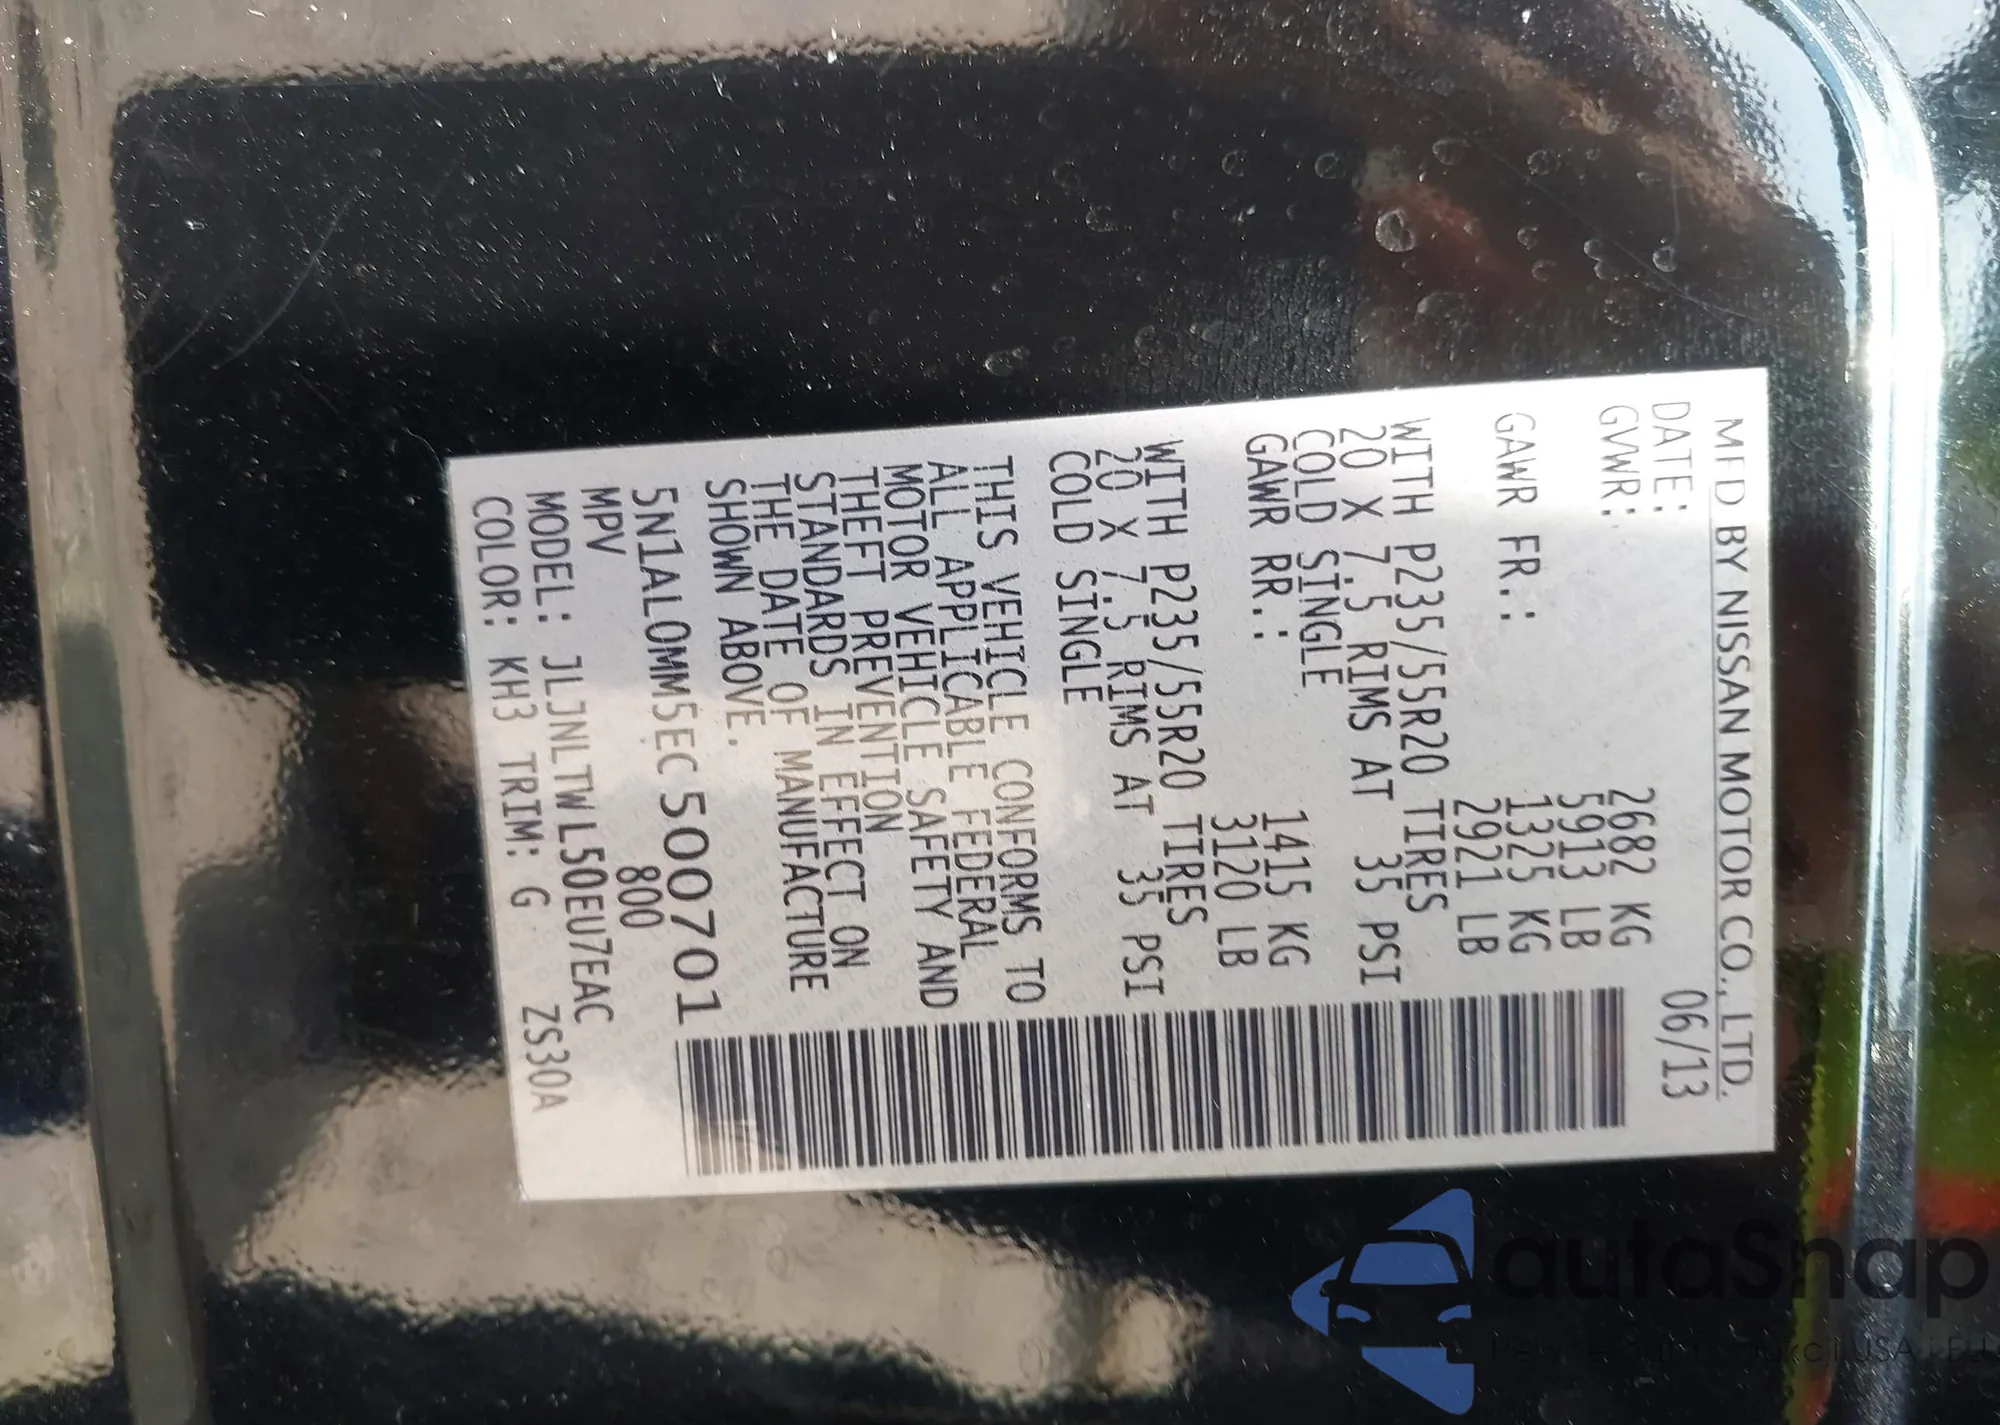 MFD BY NISSAN MOTOR CO., LTD.
DATE: 06/13
GVWR: 2682 KG
5913 LB
GAWR FR.: 1325 KG
2921 LB
WITH P235/55R20 TIRES
20 X 7.5 RIMS AT 35 PSI
COLD SINGLE
GAWR RR.: 1415 KG
3120 LB
WITH P235/55R20 TIRES
20 X 7.5 RIMS AT 35 PSI
COLD SINGLE
THIS VEHICLE CONFORMS TO
ALL APPLICABLE FEDERAL
MOTOR VEHICLE SAFETY AND
THEFT PREVENTION
STANDARDS IN EFFECT ON
THE DATE OF MANUFACTURE
SHOWN ABOVE.
5N1AL0MM5EC500701
MPV 800
MODEL: JLJNLTWL50EU7EAC
COLOR: KH3 TRIM: G ZS30A
autaSnap
USA i EU